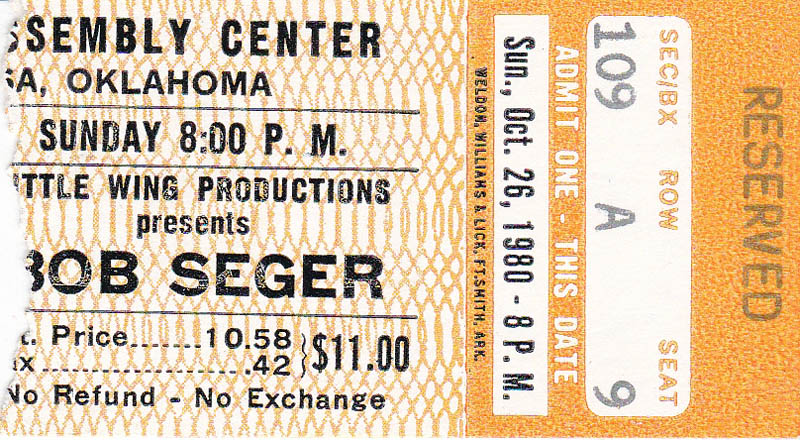 SSEMBLY CENTER
SA, OKLAHOMA
SUNDAY 8:00 P. M.
TTLE WING PRODUCTIONS
presents
BOB SEGER
t. Price.......10.58
x...............42 } $11.00
No Refund - No Exchange
WELDON, WILLIAMS & LICK, FT. SMITH, ARK.
Sun., Oct. 26, 1980 - 8 P.M.
ADMIT ONE - THIS DATE
109 A 9
SEC/BX ROW SEAT
RESERVED